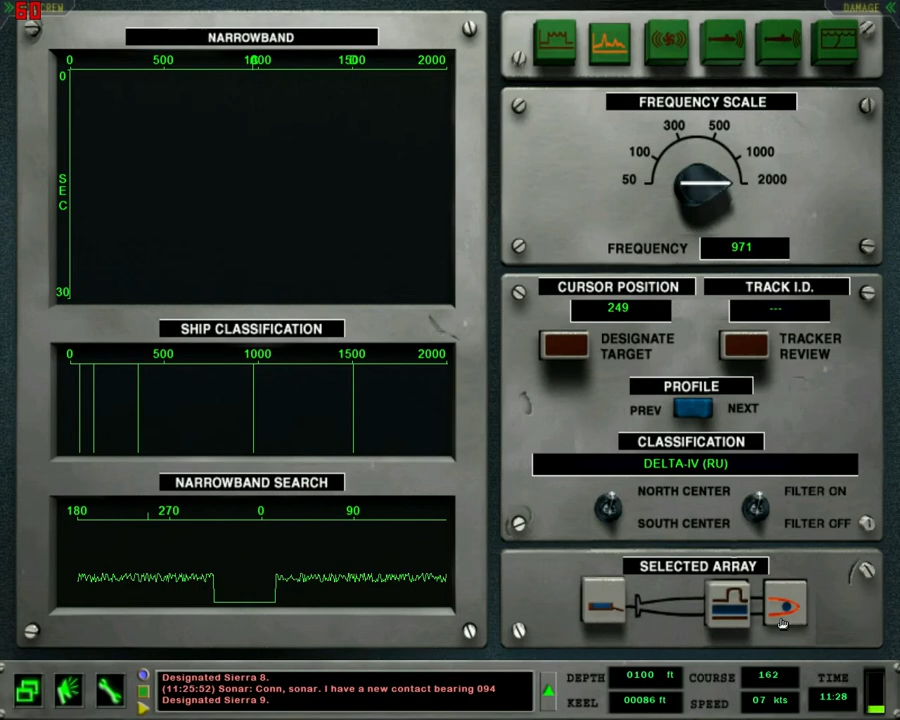 60
CREW
DAMAGE
NARROWBAND
0 500 1000 1500 2000
0
SEC
30
SHIP CLASSIFICATION
0 500 1000 1500 2000
NARROWBAND SEARCH
180 270 0 90
FREQUENCY SCALE
50 100 300 500 1000 2000
FREQUENCY 971
CURSOR POSITION TRACK I.D.
249 ---
DESIGNATE TARGET
TRACKER REVIEW
PROFILE
PREV NEXT
CLASSIFICATION
DELTA-IV (RU)
NORTH CENTER FILTER ON
SOUTH CENTER FILTER OFF
SELECTED ARRAY
Designated Sierra 8.
(11:25:52) Sonar: Conn, sonar. I have a new contact bearing 094
Designated Sierra 9.
DEPTH 0100 ft COURSE 162 TIME
KEEL 00086 ft SPEED 07 kts 11:28